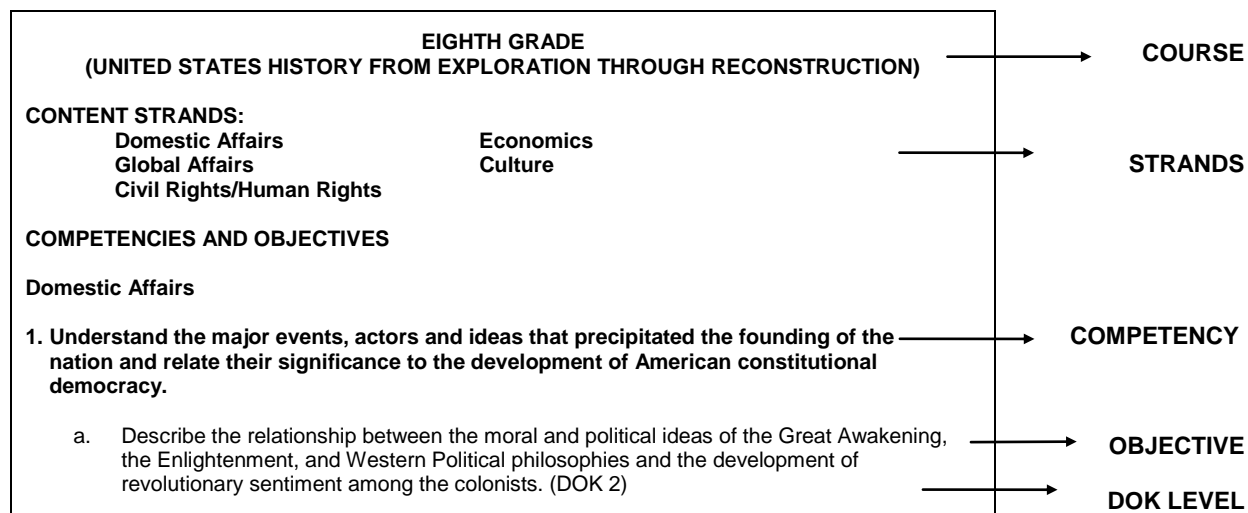 EIGHTH GRADE
(UNITED STATES HISTORY FROM EXPLORATION THROUGH RECONSTRUCTION)
COURSE
CONTENT STRANDS:
Domestic Affairs Economics
Global Affairs Culture
STRANDS
Civil Rights/Human Rights
COMPETENCIES AND OBJECTIVES
Domestic Affairs
1. Understand the major events, actors and ideas that precipitated the founding of the
COMPETENCY
nation and relate their significance to the development of American constitutional
democracy.
a. Describe the relationship between the moral and political ideas of the Great Awakening,
OBJECTIVE
the Enlightenment, and Western Political philosophies and the development of
revolutionary sentiment among the colonists. (DOK 2)
DOK LEVEL